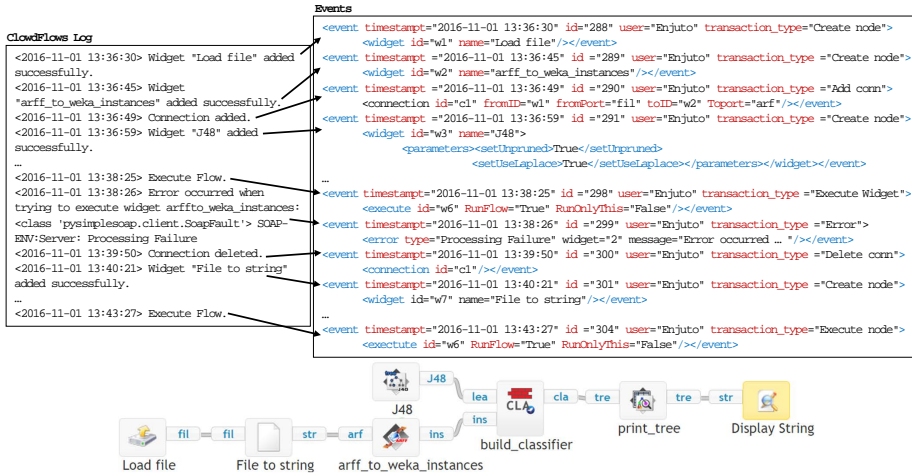 Events
ClowdFlows Log
<2016-11-01 13:36:30> Widget "Load file" added
successfully.
<2016-11-01 13:36:45> Widget
"arff_to_weka_instances" added successfully.
<2016-11-01 13:36:49> Connection added.
<2016-11-01 13:36:59> Widget "J48" added
successfully.
…
<2016-11-01 13:38:25> Execute Flow.
<2016-11-01 13:38:26> Error occurred when
trying to execute widget arffto_weka_instances:
<class 'pysimplesoap.client.SoapFault'> SOAP-
ENV:Server: Processing Failure
<2016-11-01 13:39:50> Connection deleted.
<2016-11-01 13:40:21> Widget "File to string"
added successfully.
…
<2016-11-01 13:43:27> Execute Flow.
<event timestampt="2016-11-01 13:36:30" id="288" user="Enjuto" transaction_type="Create node">
<widget id="w1" name="Load file"/></event>
<event timestampt ="2016-11-01 13:36:45" id ="289" user="Enjuto" transaction_type ="Create node">
<widget id="w2" name="arff_to_weka_instances"/></event>
<event timestampt ="2016-11-01 13:36:49" id ="290" user="Enjuto" transaction_type ="Add conn">
<connection id="c1" fromID="w1" fromPort="fil" toID="w2" Toport="arf"/></event>
<event timestampt ="2016-11-01 13:36:59" id ="291" user="Enjuto" transaction_type ="Create node">
<widget id="w3" name="J48">
<parameters><setUnpruned>True</setUnpruned>
<setUseLaplace>True</setUseLaplace></parameters></widget></event>
…
<event timestampt="2016-11-01 13:38:25" id ="298" user="Enjuto" transaction_type ="Execute Widget">
<execute id="w6" RunFlow="True" RunOnlyThis="False"/></event>
<event timestampt="2016-11-01 13:38:26" id ="299" user="Enjuto" transaction_type ="Error">
<error type="Processing Failure" widget="2" message="Error occurred … "/></event>
<event timestampt="2016-11-01 13:39:50" id ="300" user="Enjuto" transaction_type ="Delete conn">
<connection id="c1"/></event>
<event timestampt="2016-11-01 13:40:21" id ="301" user="Enjuto" transaction_type ="Create node">
<widget id="w7" name="File to string"/></event>
…
<event timestampt="2016-11-01 13:43:27" id ="304" user="Enjuto" transaction_type="Execute node">
<exectute id="w6" RunFlow="True" RunOnlyThis="False"/></event>
J48
J48
lea
CLA
cla
tre
tre
str
ins
build_classifier
print_tree
Display String
fil
fil
str
arf
ins
Load file
File to string
arff_to_weka_instances